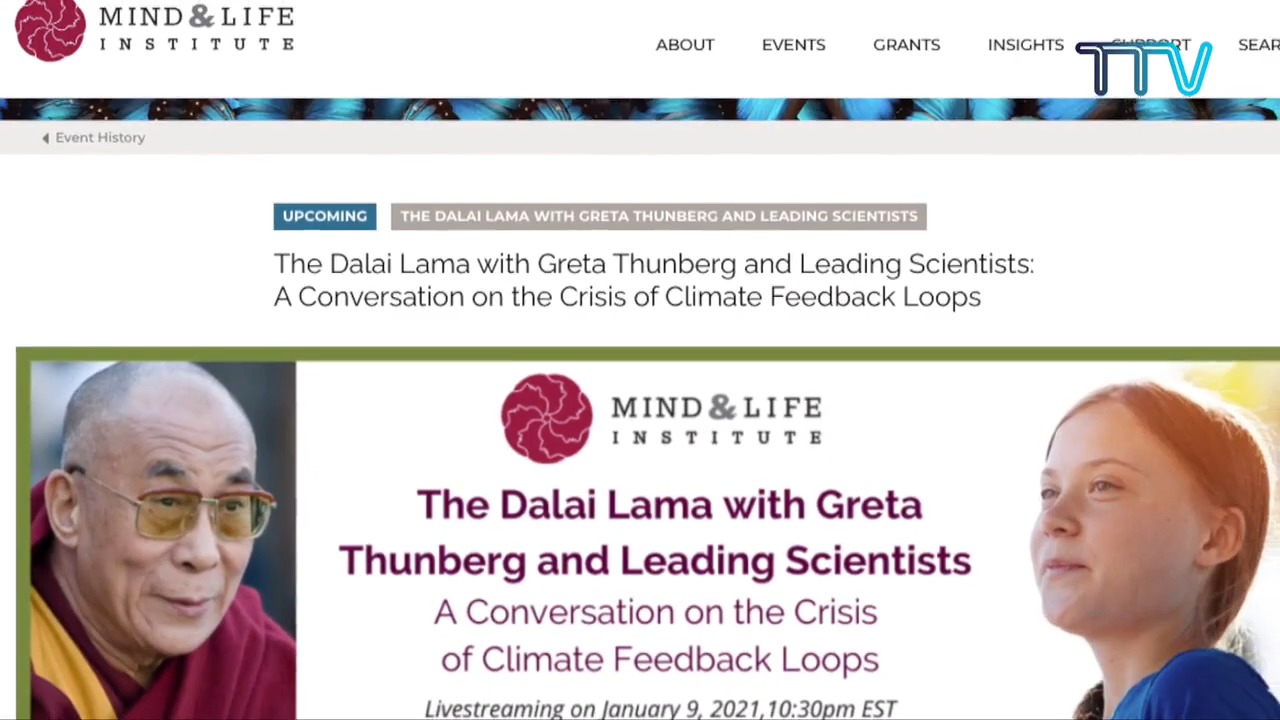 MIND & LIFE
INSTITUTE
ABOUT EVENTS GRANTS INSIGHTS SUPPORT
TTV
Event History
UPCOMING THE DALAI LAMA WITH GRETA THUNBERG AND LEADING SCIENTISTS
The Dalai Lama with Greta Thunberg and Leading Scientists:
A Conversation on the Crisis of Climate Feedback Loops
MIND & LIFE
INSTITUTE
The Dalai Lama with Greta
Thunberg and Leading Scientists
A Conversation on the Crisis
of Climate Feedback Loops
Livestreaming on January 9, 2021,10:30pm EST